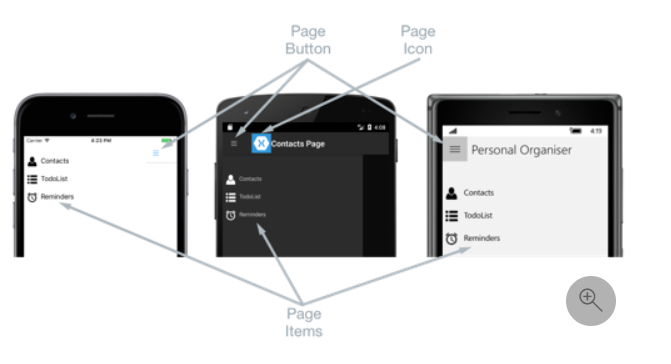 Page
Button
Page
Icon
Carrier
4:23 PM
Contacts
TodoList
Reminders
4:08
Contacts Page
Contacts
TodoList
Reminders
4:19
Personal Organiser
Contacts
TodoList
Reminders
Page
Items